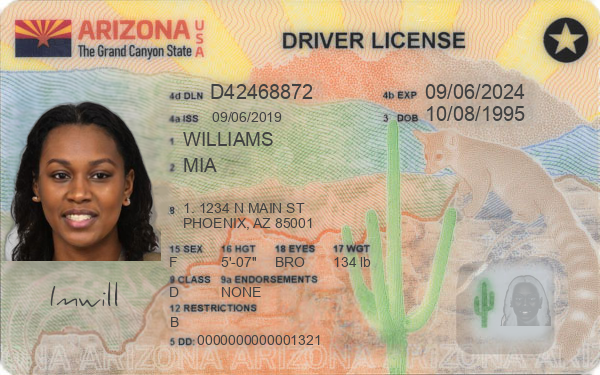 ARIZONA USA
The Grand Canyon State
DRIVER LICENSE
4d DLN D42468872 4b EXP 09/06/2024
4a ISS 09/06/2019 3 DOB 10/08/1995
1 WILLIAMS
2 MIA
8 1. 1234 N MAIN ST
PHOENIX, AZ 85001
15 SEX 16 HGT 18 EYES 17 WGT
F 5'-07" BRO 134 lb
9 CLASS 9a ENDORSEMENTS
D NONE
12 RESTRICTIONS
B
5 DD: 0000000000001321
ARIZONA ARIZONA ARIZONA ARIZONA